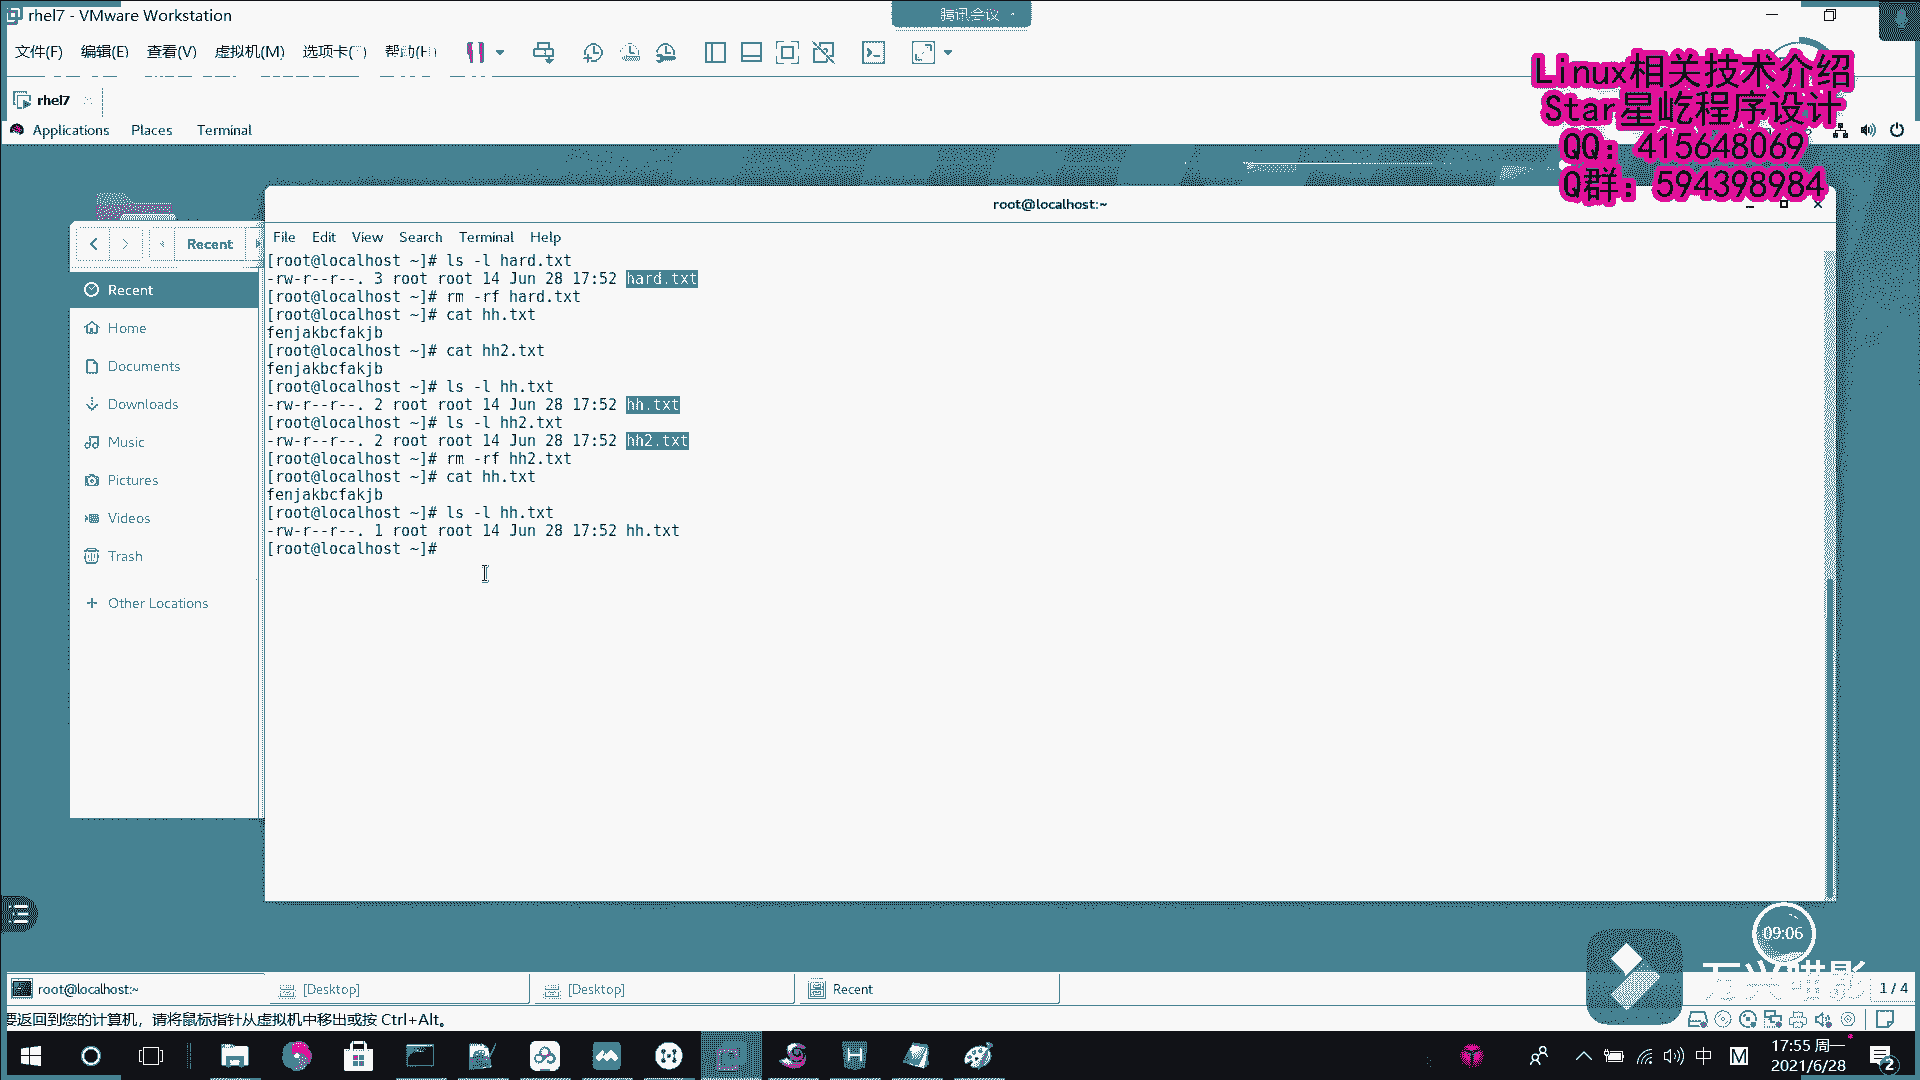 rhel7 - VMware Workstation
腾讯会议
文件(F) 编辑(E) 查看(V) 虚拟机(M) 选项卡(T) 帮助(H)
Linux相关技术介绍
Star星屹程序设计
QQ：415648069
Q群：594398984
rhel7
Applications Places Terminal
root@localhost:~
Recent
File Edit View Search Terminal Help
[root@localhost ~]# ls -l hard.txt
-rw-r--r--. 3 root root 14 Jun 28 17:52 hard.txt
[root@localhost ~]# rm -rf hard.txt
[root@localhost ~]# cat hh.txt
fenjakbcfakjb
[root@localhost ~]# cat hh2.txt
fenjakbcfakjb
[root@localhost ~]# ls -l hh.txt
-rw-r--r--. 2 root root 14 Jun 28 17:52 hh.txt
[root@localhost ~]# ls -l hh2.txt
-rw-r--r--. 2 root root 14 Jun 28 17:52 hh2.txt
[root@localhost ~]# rm -rf hh2.txt
[root@localhost ~]# cat hh.txt
fenjakbcfakjb
[root@localhost ~]# ls -l hh.txt
-rw-r--r--. 1 root root 14 Jun 28 17:52 hh.txt
[root@localhost ~]#
Recent
Home
Documents
Downloads
Music
Pictures
Videos
Trash
Other Locations
09:06
万兴喵影
root@localhost:~
[Desktop]
[Desktop]
Recent
1 / 4
要返回到您的计算机，请将鼠标指针从虚拟机中移出或按 Ctrl+Alt。
中
M
17:55 周一
2021/6/28
2